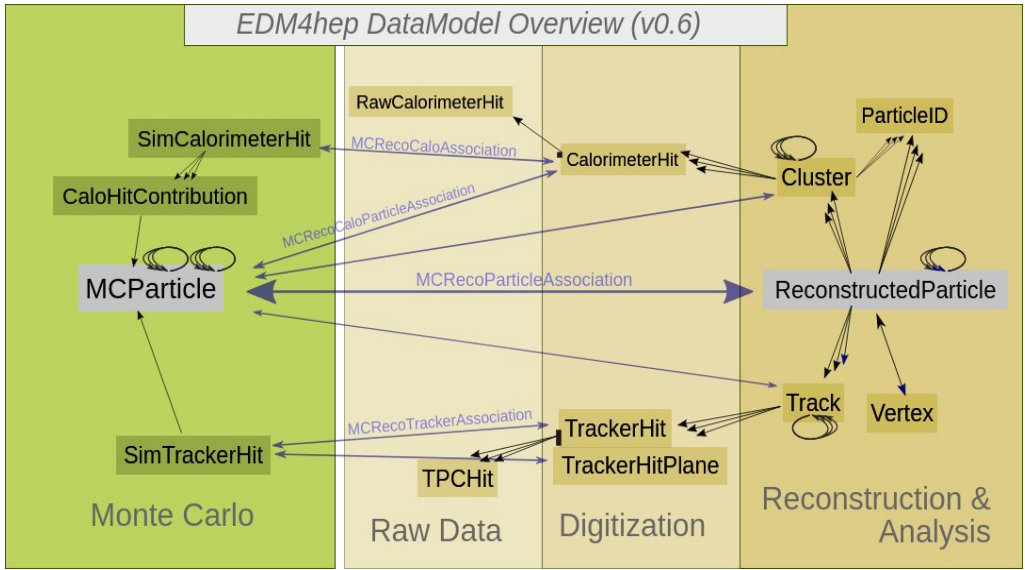 EDM4hep DataModel Overview (v0.6)
RawCalorimeterHit
ParticleID
SimCalorimeterHit
MCRecoCaloAssociation
CalorimeterHit
Cluster
CaloHitContribution
MCRecoCaloParticleAssociation
MCParticle
MCRecoParticleAssociation
ReconstructedParticle
Track
Vertex
MCRecoTrackerAssociation
TrackerHit
SimTrackerHit
TrackerHitPlane
TPCHit
Monte Carlo
Raw Data
Digitization
Reconstruction &
Analysis